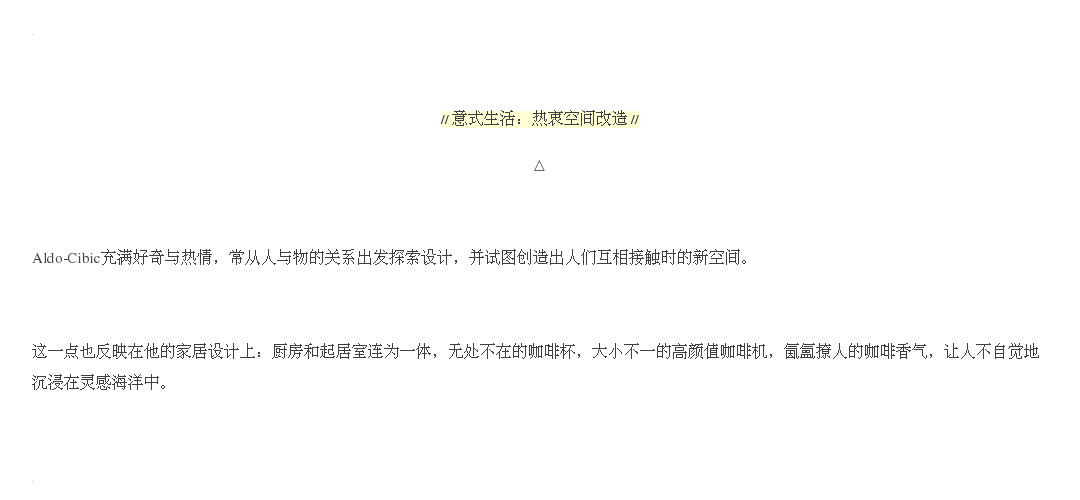 // 意式生活：热衷空间改造 //
△
Aldo-Cibic充满好奇与热情，常从人与物的关系出发探索设计，并试图创造出人们互相接触时的新空间。
这一点也反映在他的家居设计上：厨房和起居室连为一体，无处不在的咖啡杯，大小不一的高颜值咖啡机，氤氲撩人的咖啡香气，让人不自觉地
沉浸在灵感海洋中。